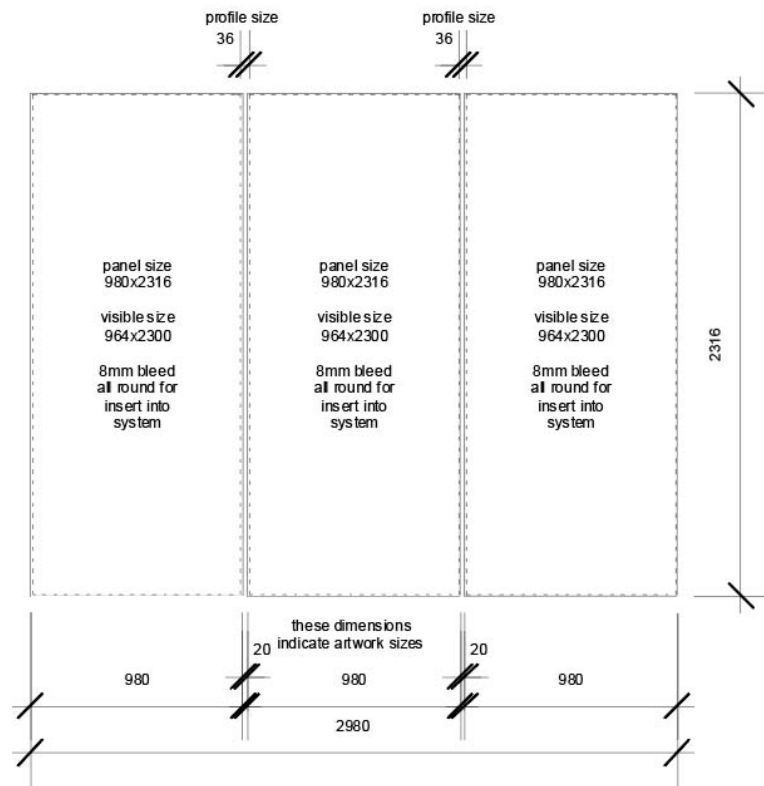 profile size
36
profile size
36
panel size
980x2316
visible size
964x2300
8mm bleed
all round for
insert into
system
panel size
980x2316
visible size
964x2300
8mm bleed
all round for
insert into
system
panel size
980x2316
visible size
964x2300
8mm bleed
all round for
insert into
system
2316
these dimensions
indicate artwork sizes
20
20
980
980
980
2980